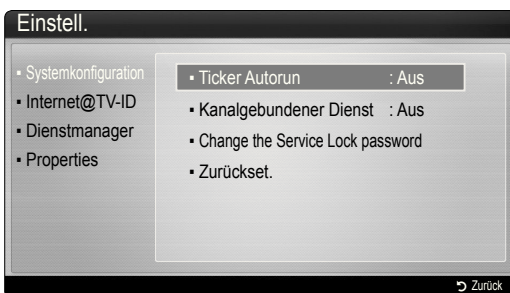 Einstell.
▪ Systemkonfiguration
▪ Internet@TV-ID
▪ Dienstmanager
▪ Properties
▪ Ticker Autorun : Aus
▪ Kanalgebundener Dienst : Aus
▪ Change the Service Lock password
▪ Zurückset.
Zurück